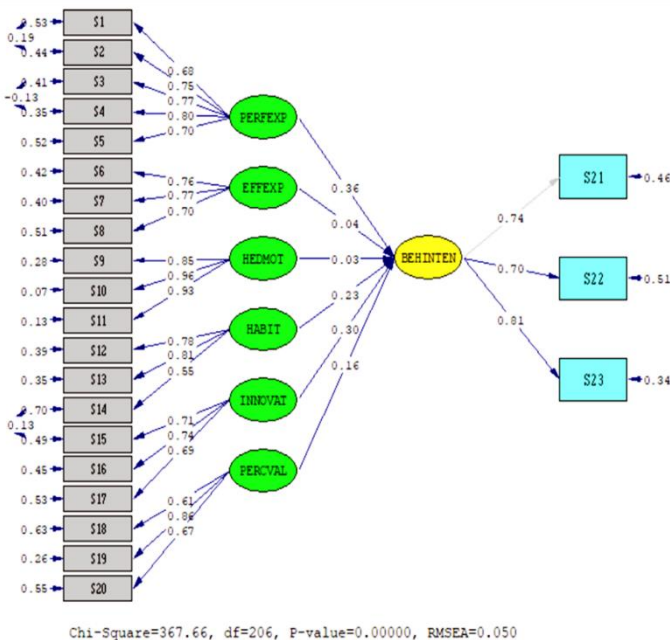 0.53 S1
0.19
0.44 S2
0.41 S3
-0.13
0.35 S4
0.52 S5
0.42 S6
0.40 S7
0.51 S8
0.28 S9
0.07 S10
0.13 S11
0.39 S12
0.35 S13
0.70 S14
0.13
0.49 S15
0.45 S16
0.53 S17
0.63 S18
0.26 S19
0.55 S20
0.68
0.75
0.77
0.80
0.70
0.76
0.77
0.70
0.85
0.96
0.93
0.78
0.81
0.55
0.71
0.74
0.69
0.61
0.86
0.67
PERFEXP
EFFEXP
HEDMOT
HABIT
INNOVAT
PERCVAL
0.36
0.04
0.03
0.23
0.30
0.16
BEHINTEN
0.74
0.70
0.81
S21 0.46
S22 0.51
S23 0.34
Chi-Square=367.66, df=206, P-value=0.00000, RMSEA=0.050